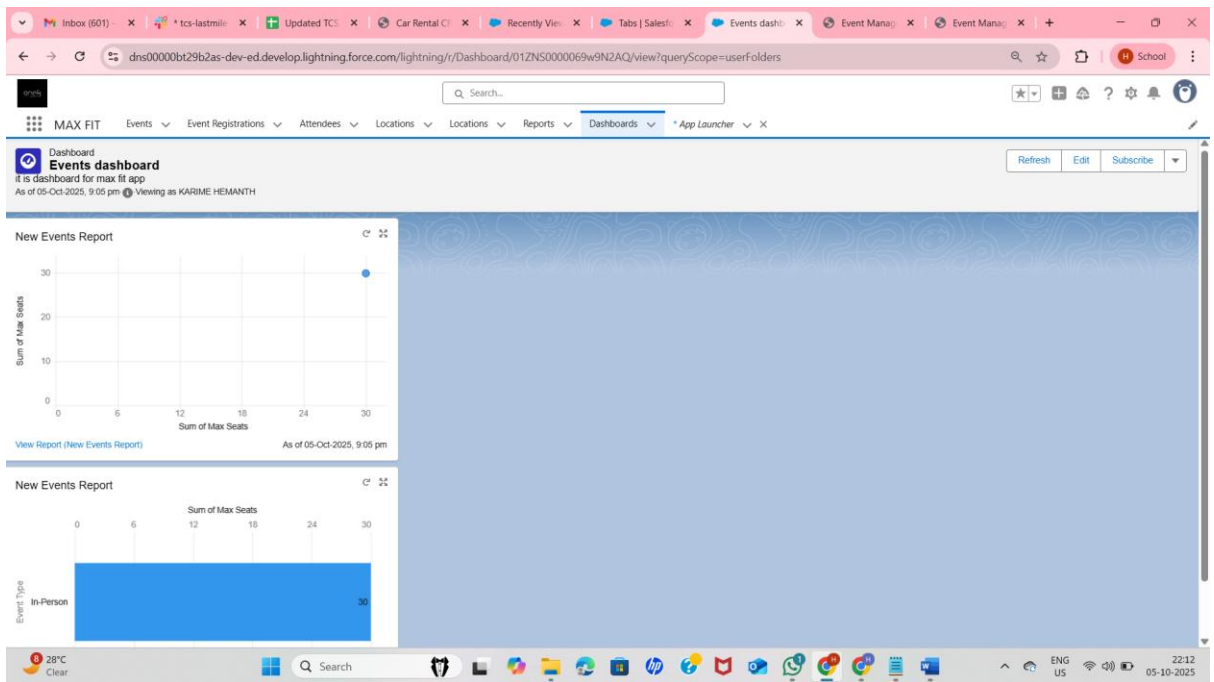 Inbox (601) -
* tcs-lastmile
Updated TCS
Car Rental C
Recently View
Tabs | Salesfo
Events dashb
Event Manag
Event Manag
dns00000bt29b2as-dev-ed.develop.lightning.force.com/lightning/r/Dashboard/01ZNS0000069w9N2AQ/view?queryScope=userFolders
H School
Search...
MAX FIT Events Event Registrations Attendees Locations Locations Reports Dashboards * App Launcher
Dashboard
Events dashboard
it is dashboard for max fit app
As of 05-Oct-2025, 9:05 pm Viewing as KARIME HEMANTH
Refresh Edit Subscribe
New Events Report
Sum of Max Seats
30
20
10
0
0 6 12 18 24 30
Sum of Max Seats
View Report (New Events Report) As of 05-Oct-2025, 9:05 pm
New Events Report
Sum of Max Seats
0 6 12 18 24 30
Event Type
In-Person 30
8 28°C
Clear
Search
ENG
US
22:12
05-10-2025